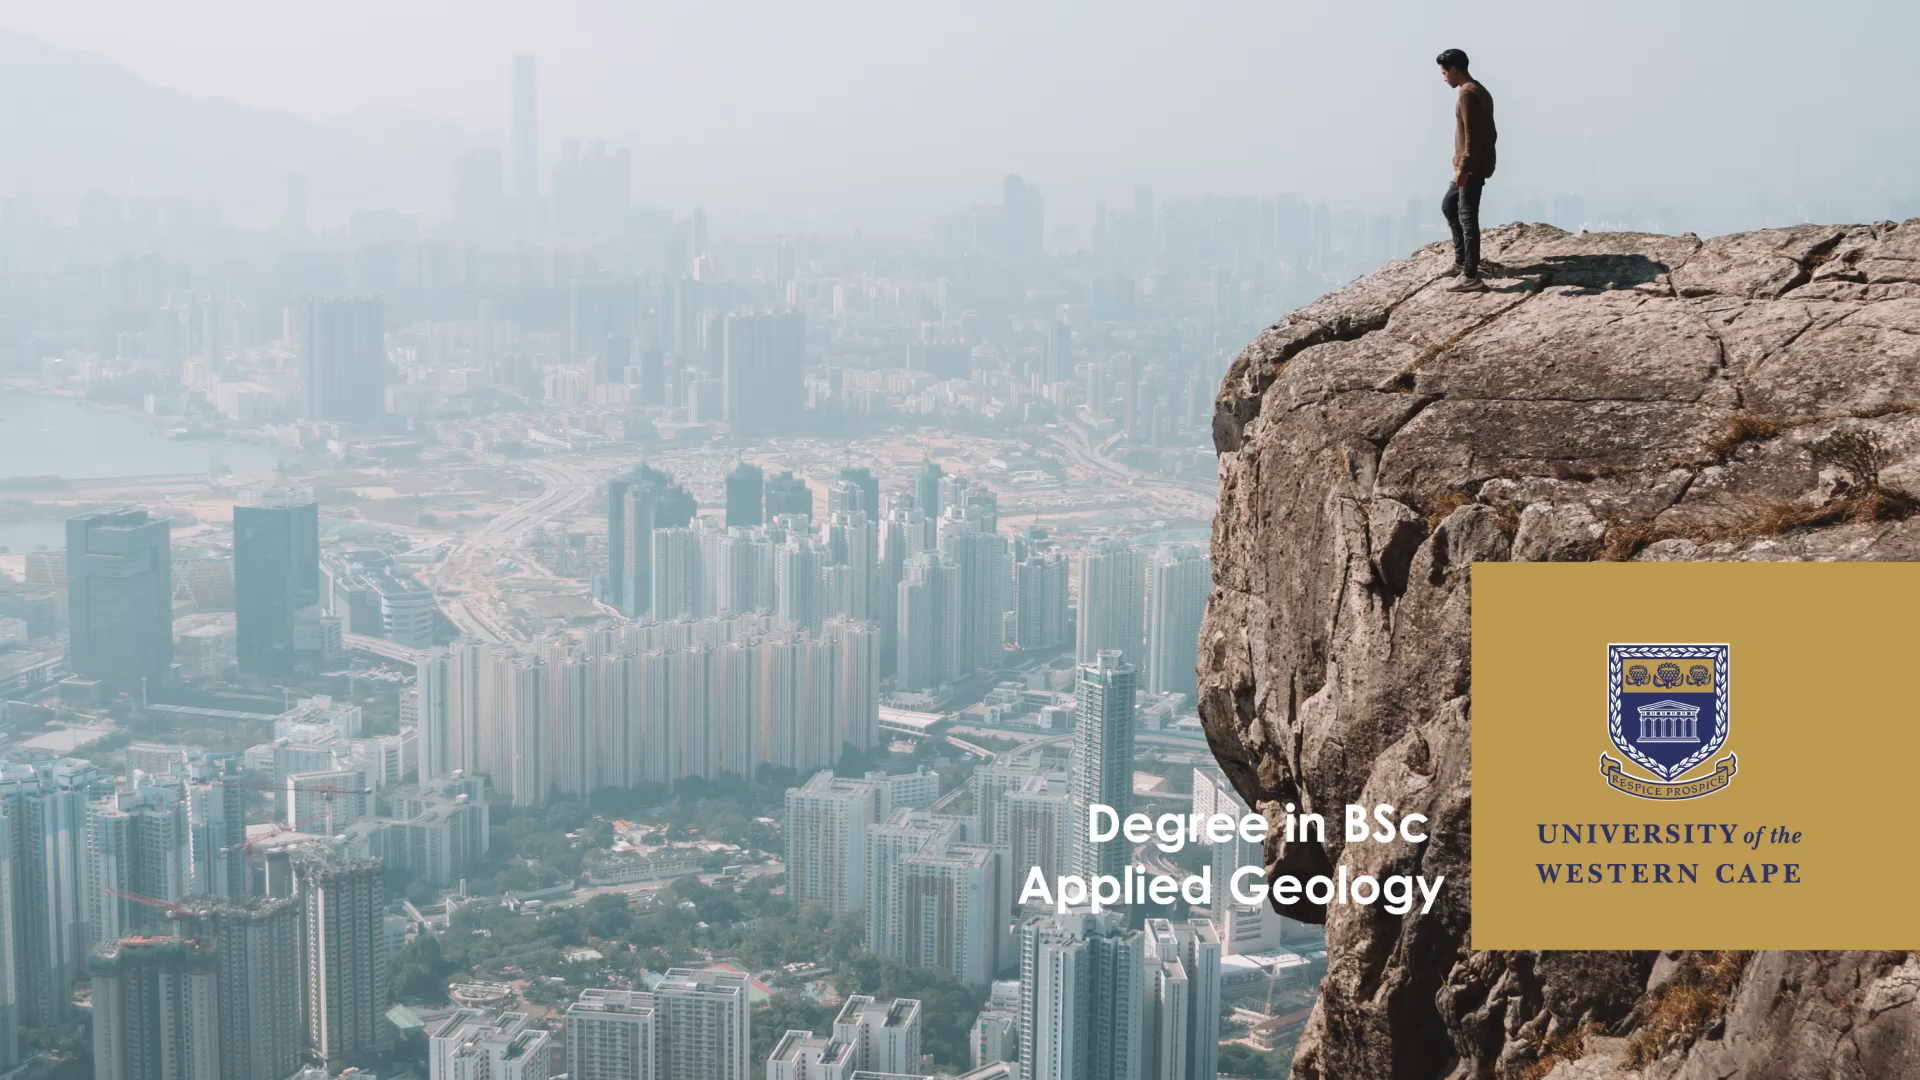 Degree in BSc
Applied Geology
RESPICE PROSPICE
UNIVERSITY of the
WESTERN CAPE